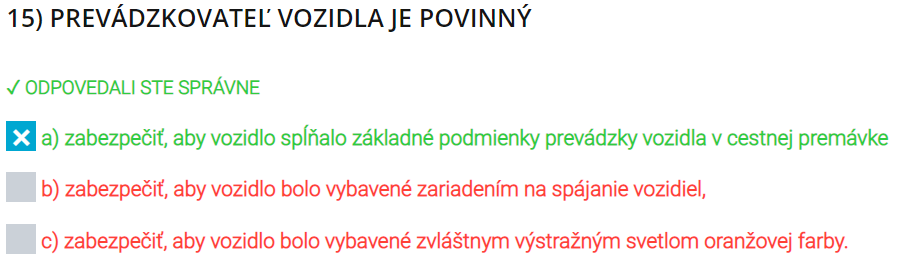 15) PREVÁDZKOVATEĽ VOZIDLA JE POVINNÝ
✓ ODPOVEDALI STE SPRÁVNE
a) zabezpečiť, aby vozidlo spĺňalo základné podmienky prevádzky vozidla v cestnej premávke
b) zabezpečiť, aby vozidlo bolo vybavené zariadením na spájanie vozidiel,
c) zabezpečiť, aby vozidlo bolo vybavené zvláštnym výstražným svetlom oranžovej farby.